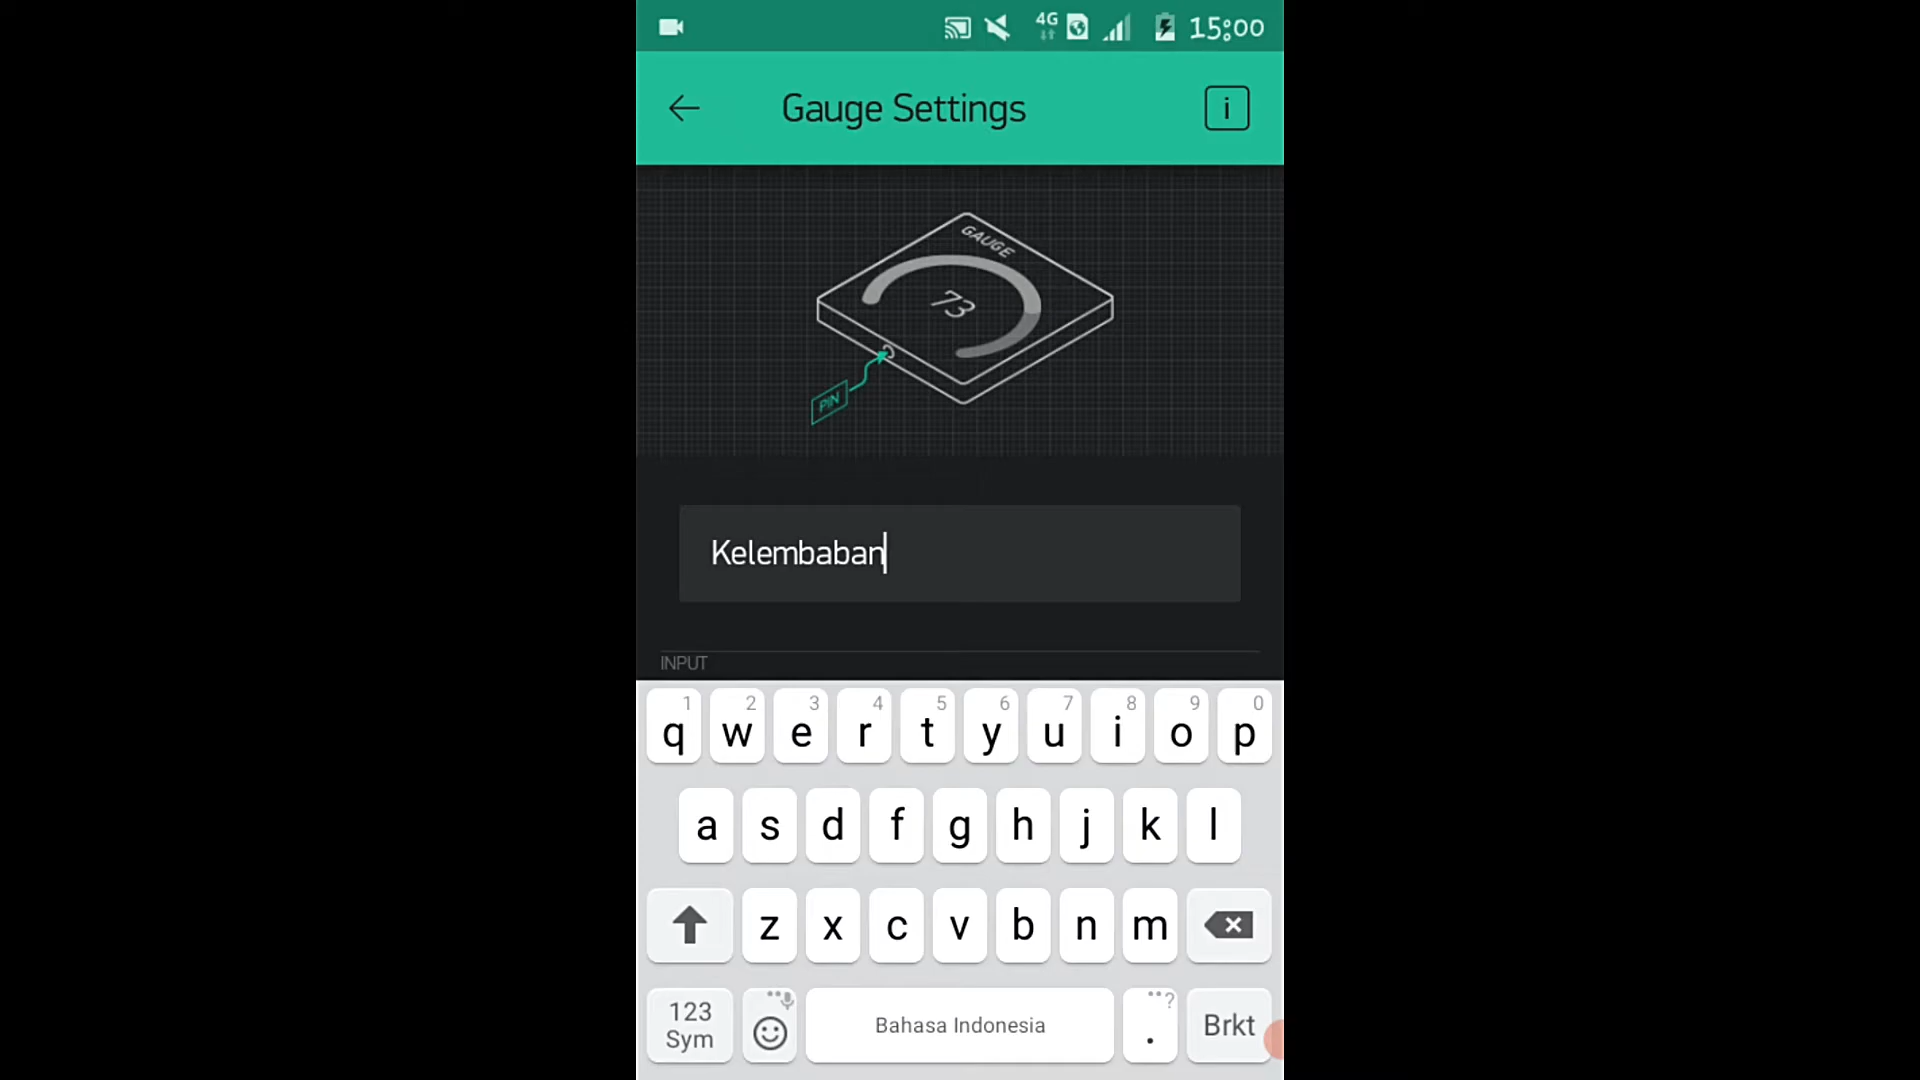 4G 15:00
Gauge Settings i
GAUGE
73
PIN
Kelembaban
INPUT
1 2 3 4 5 6 7 8 9 0
q w e r t y u i o p
a s d f g h j k l
z x c v b n m
123 Sym Bahasa Indonesia . ? Brkt